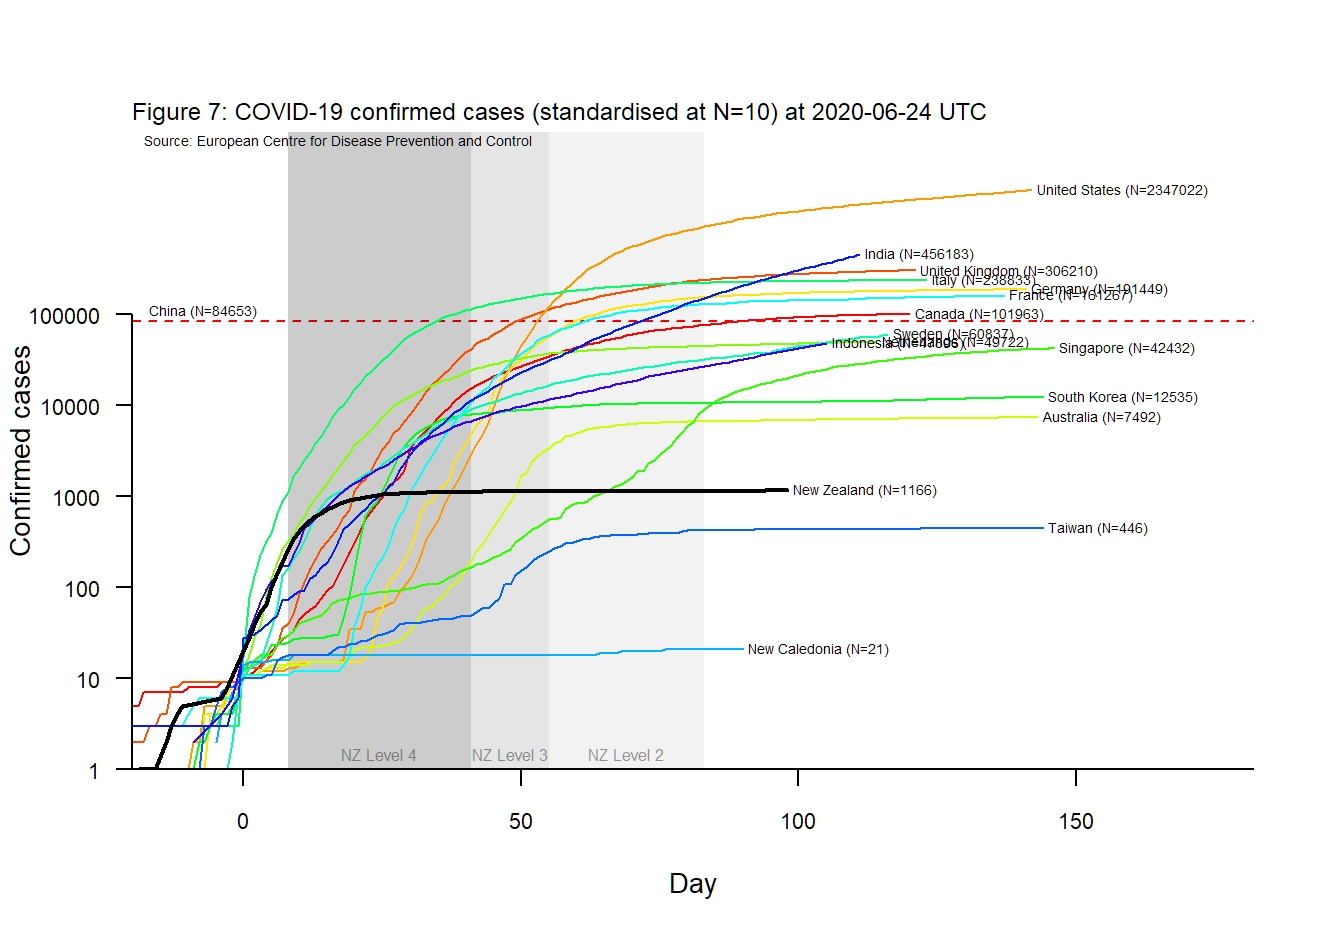 Figure 7: COVID-19 confirmed cases (standardised at N=10) at 2020-06-24 UTC
Source: European Centre for Disease Prevention and Control
United States (N=2347022)
India (N=456183)
United Kingdom (N=306210)
Italy (N=238833)
Germany (N=191449)
France (N=161267)
China (N=84653)
Canada (N=101963)
100000
Sweden (N=60837)
(N=49722)
Indonesia
Singapore (N=42432)
South Korea (N=12535)
10000
Australia (N=7492)
New Zealand (N=1166)
1000
Taiwan (N=446)
100
New Caledonia (N=21)
10
NZ Level 4
NZ Level 3
NZ Level 2
1
0
50
100
150
Day
Confirmed cases